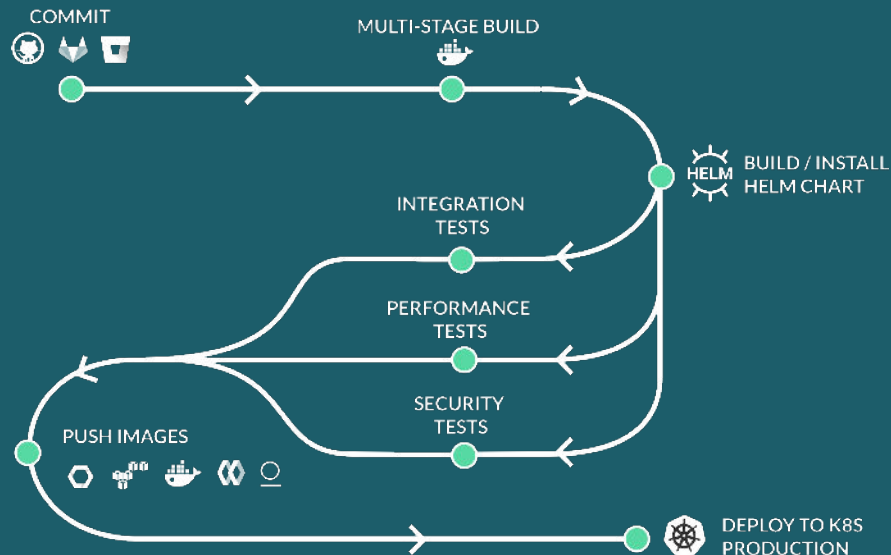 COMMIT
MULTI-STAGE BUILD
HELM
BUILD / INSTALL
HELM CHART
INTEGRATION
TESTS
PERFORMANCE
TESTS
SECURITY
TESTS
PUSH IMAGES
DEPLOY TO K8S
PRODUCTION